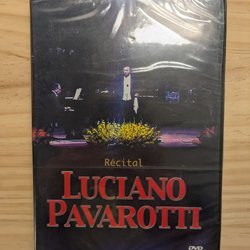 Récital
LUCIANO
PAVAROTTI
DVD